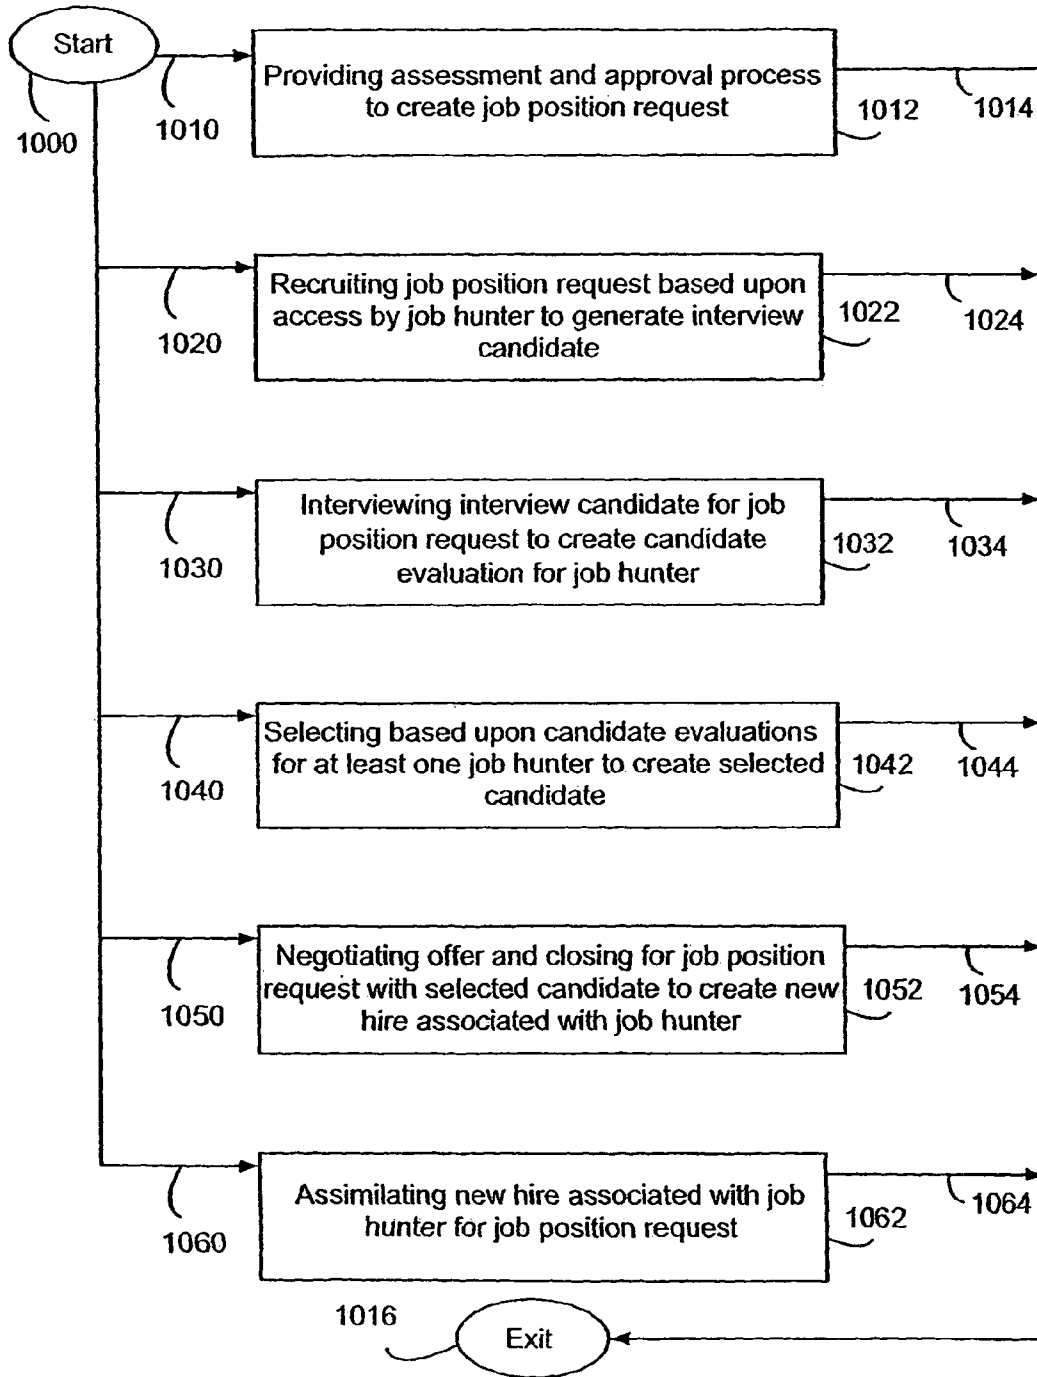 Start
1000
1010
Providing assessment and approval process
to create job position request
1012
1014
1020
Recruiting job position request based upon
access by job hunter to generate interview
candidate
1022
1024
1030
Interviewing interview candidate for job
position request to create candidate
evaluation for job hunter
1032
1034
1040
Selecting based upon candidate evaluations
for at least one job hunter to create selected
candidate
1042
1044
1050
Negotiating offer and closing for job position
request with selected candidate to create new
hire associated with job hunter
1052
1054
1060
Assimilating new hire associated with job
hunter for job position request
1062
1064
1016
Exit